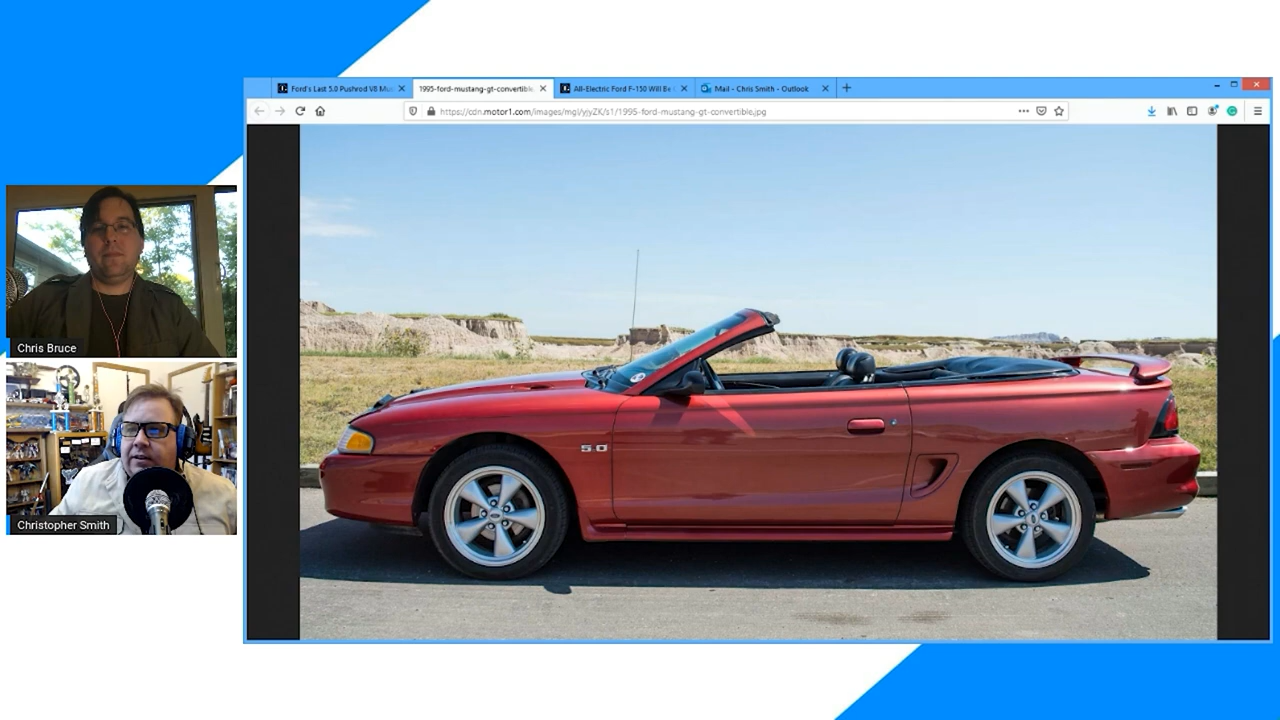 Ford's Last 5.0 Pushrod V8 Mus
1995-ford-mustang-gt-convertible.
All-Electric Ford F-150 Will Be
Mail - Chris Smith - Outlook
https://cdn.motor1.com/images/mgl/yjyZK/s1/1995-ford-mustang-gt-convertible.jpg
Chris Bruce
5.0
Christopher Smith